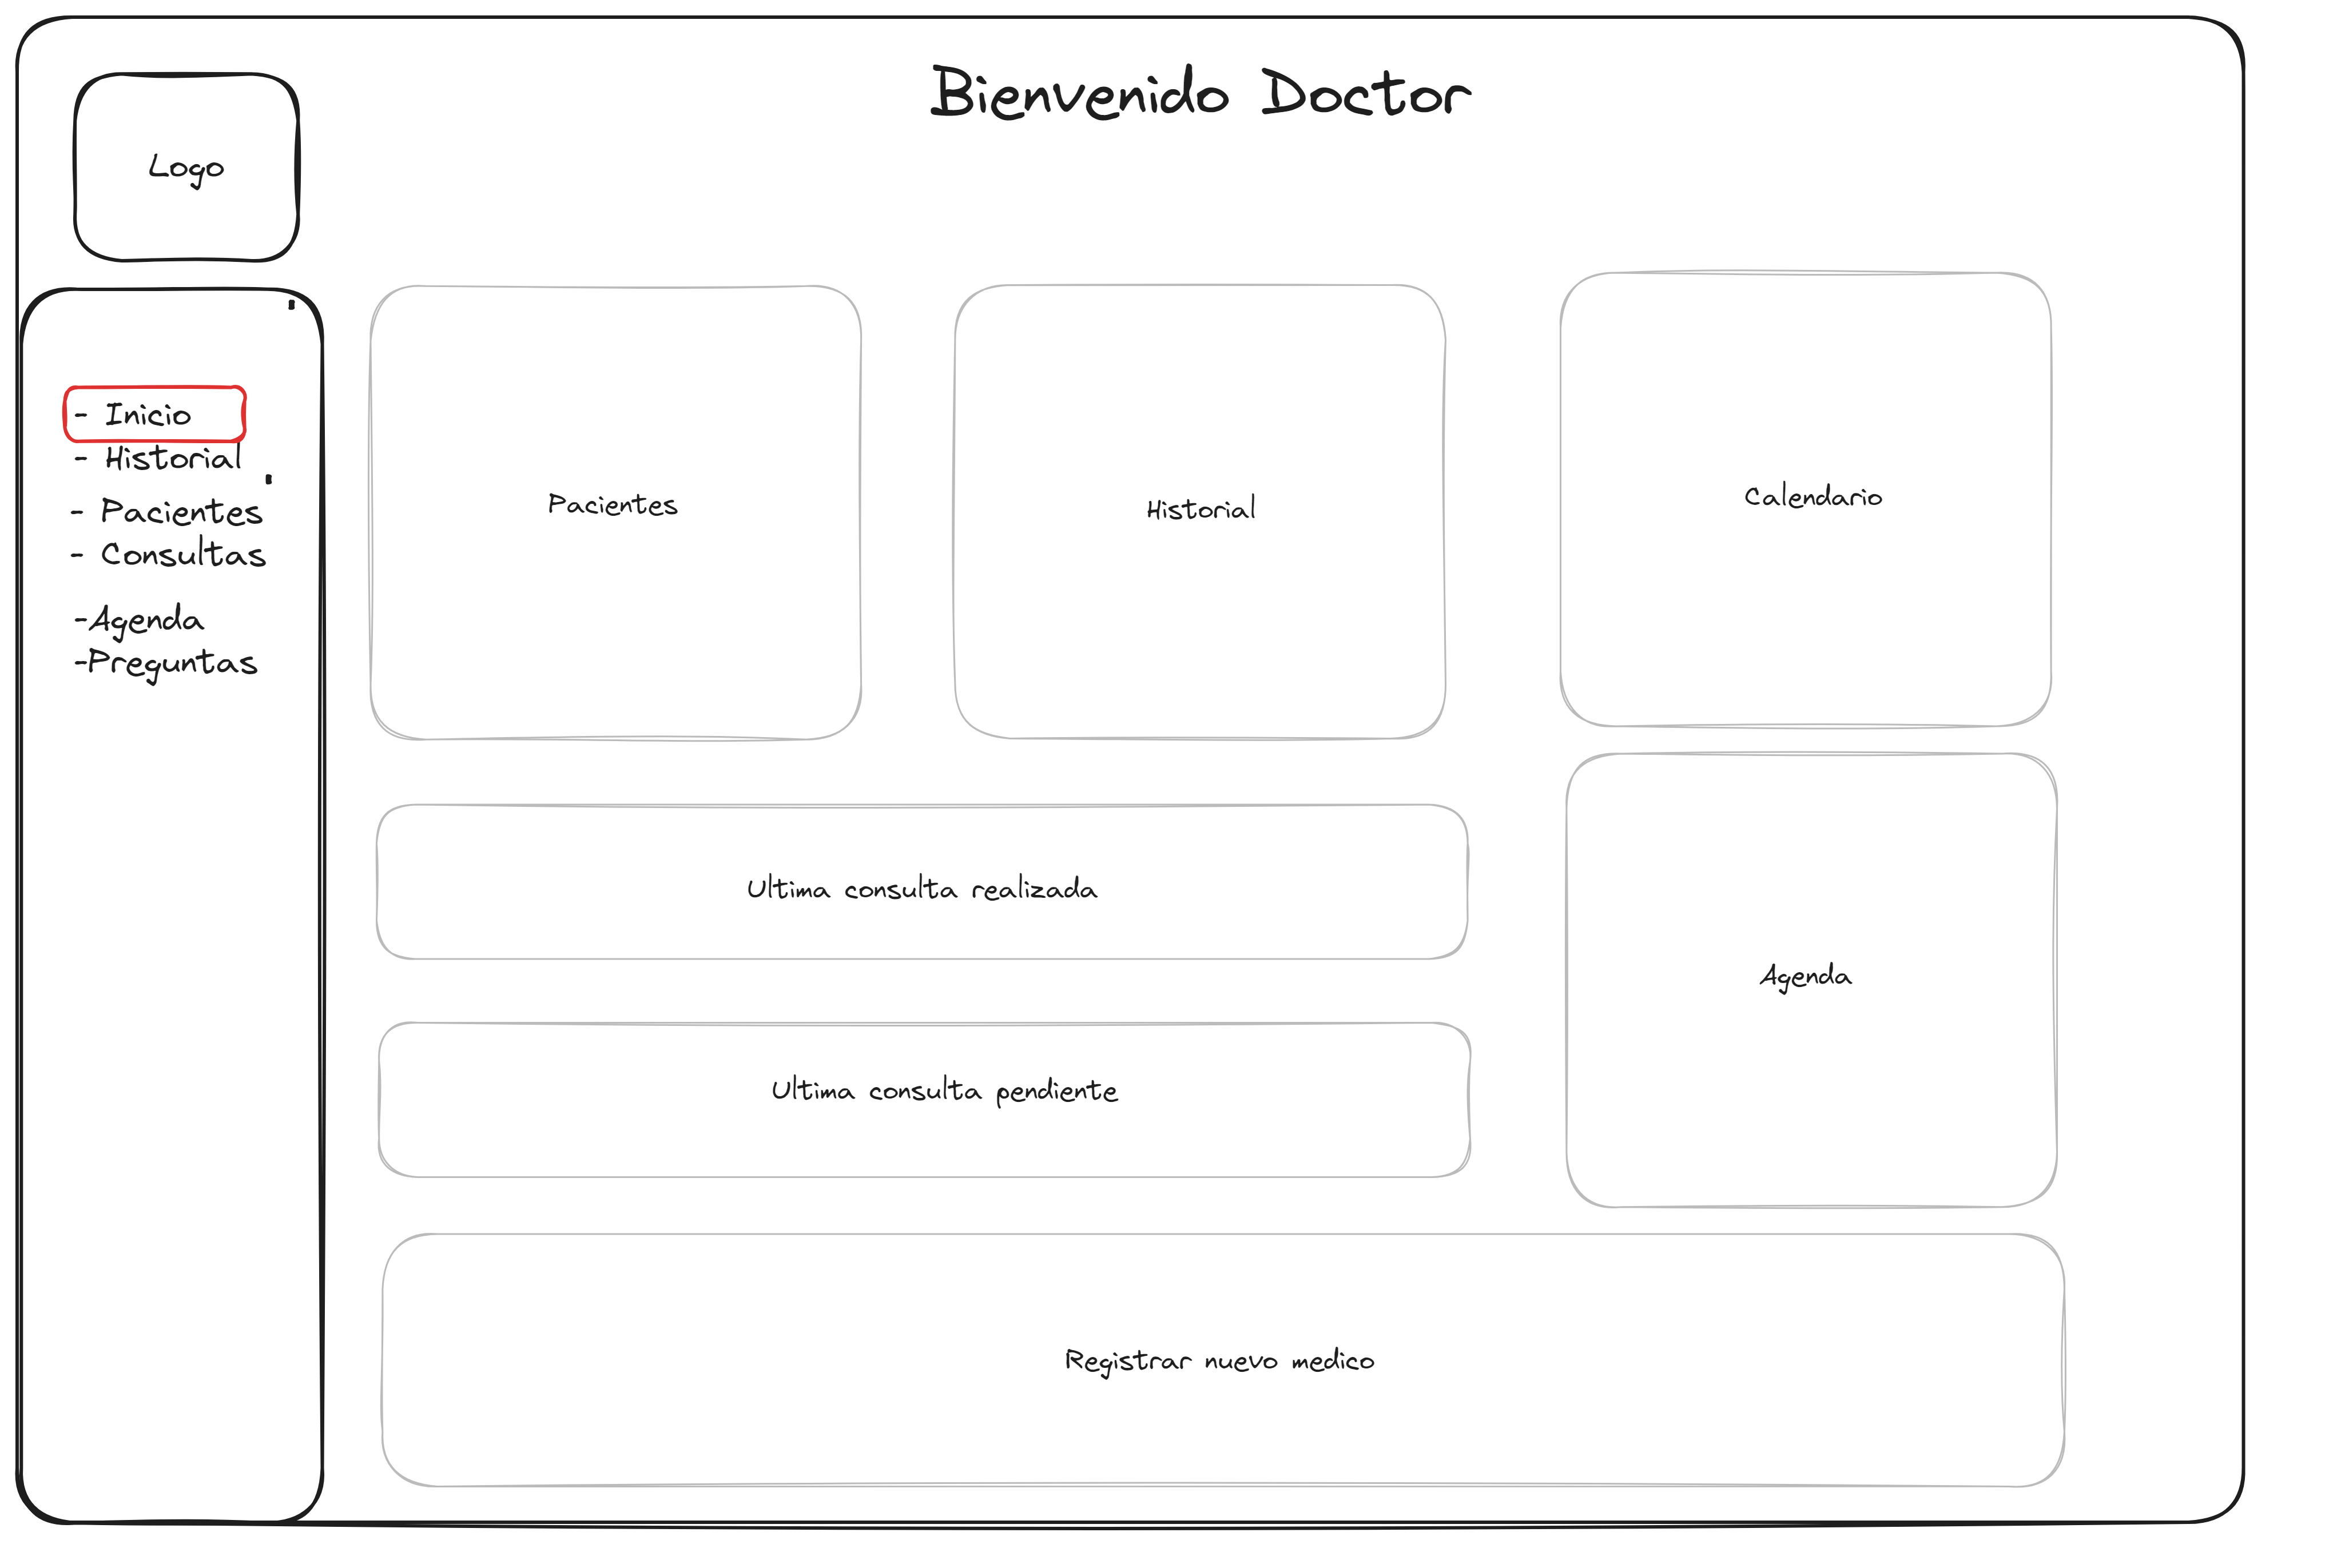 Bienvenido Doctor
Logo
- Inicio
- Historial
- Pacientes
- Consultas
-Agenda
-Preguntas
Pacientes
Historial
Calendario
Ultima consulta realizada
Agenda
Ultima consulta pendiente
Registrar nuevo medico